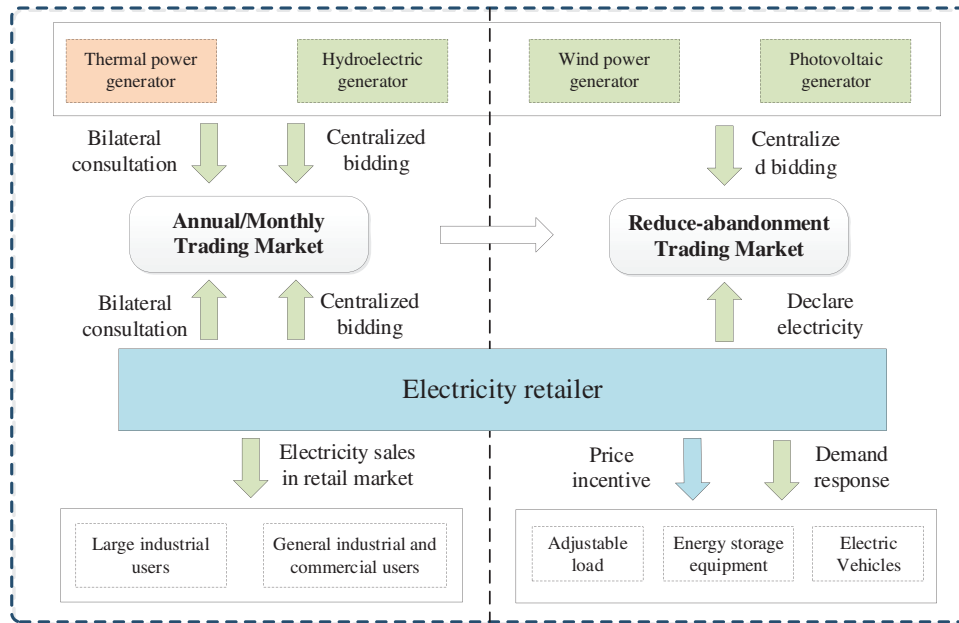 Thermal power
generator
Hydroelectric
generator
Wind power
generator
Photovoltaic
generator
Bilateral
consultation
Centralized
bidding
Centralize
d bidding
Annual/Monthly
Trading Market
Reduce-abandonment
Trading Market
Bilateral
consultation
Centralized
bidding
Declare
electricity
Electricity retailer
Electricity sales
in retail market
Price
incentive
Demand
response
Large industrial
users
General industrial and
commercial users
Adjustable
load
Energy storage
equipment
Electric
Vehicles